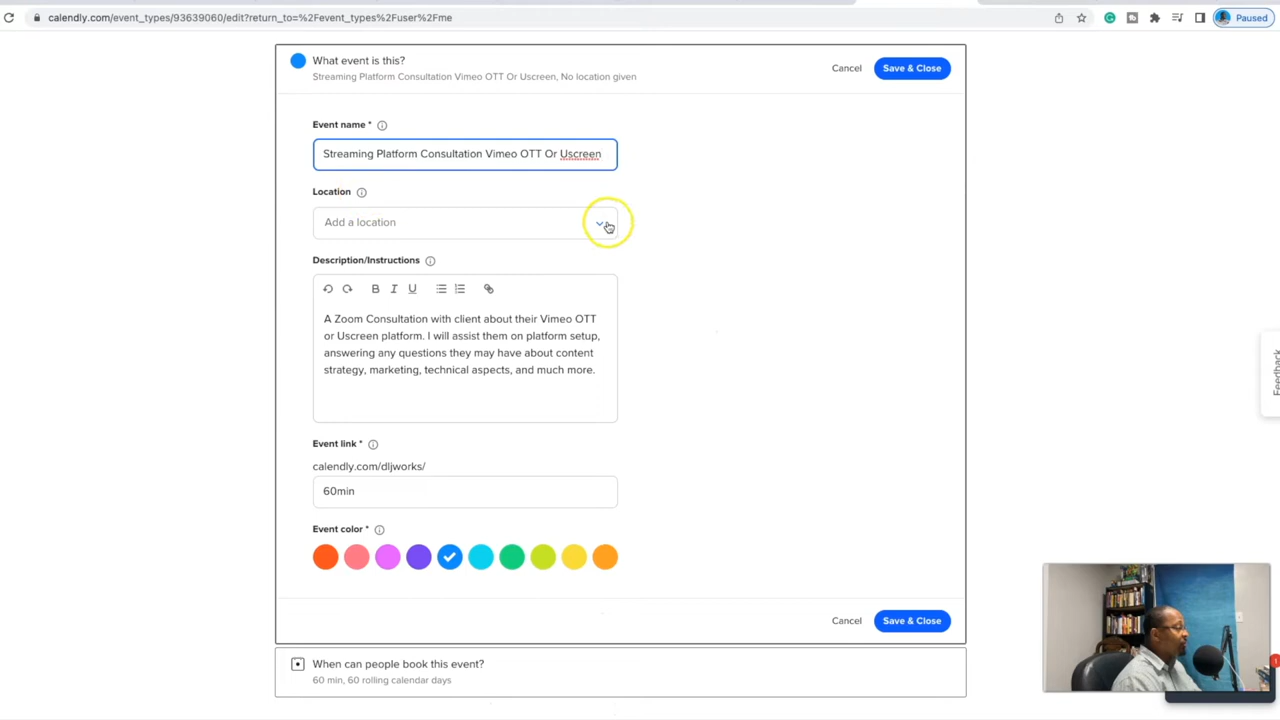 calendly.com/event_types/93639060/edit?return_to=%2Fevent_types%2Fuser%2Fme
Paused
What event is this?
Streaming Platform Consultation Vimeo OTT Or Uscreen, No location given
Cancel
Save & Close
Event name *
Streaming Platform Consultation Vimeo OTT Or Uscreen
Location
Add a location
Description/Instructions
B I U
A Zoom Consultation with client about their Vimeo OTT
or Uscreen platform. I will assist them on platform setup,
answering any questions they may have about content
strategy, marketing, technical aspects, and much more.
Feedback
Event link *
calendly.com/dljworks/
60min
Event color *
Cancel
Save & Close
When can people book this event?
60 min, 60 rolling calendar days